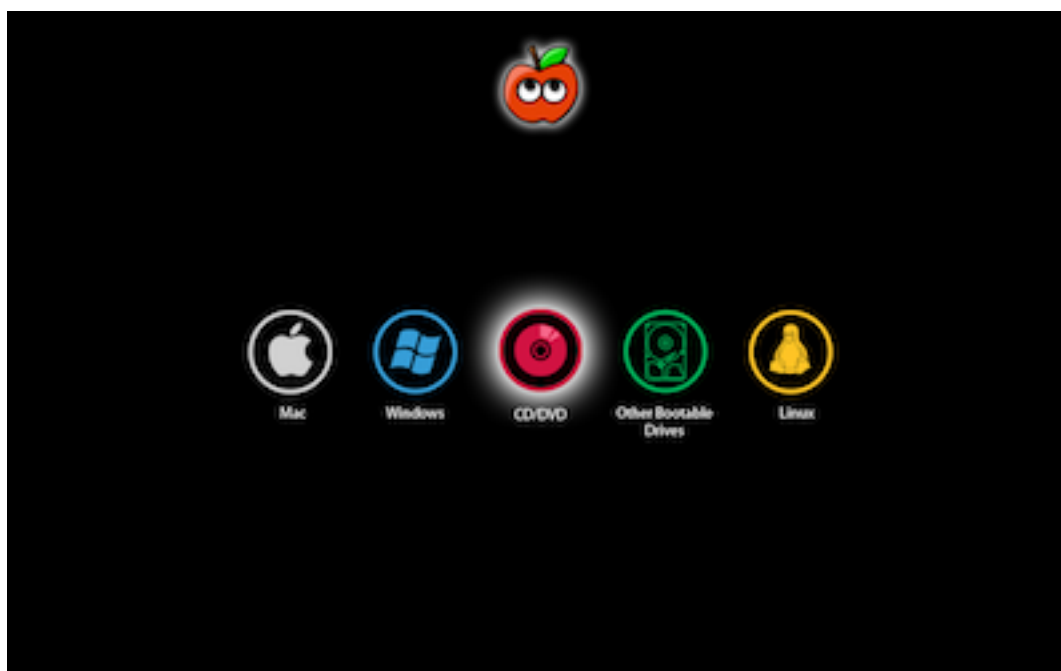 Mac
Windows
CD/DVD
Other Bootable
Drives
Linux